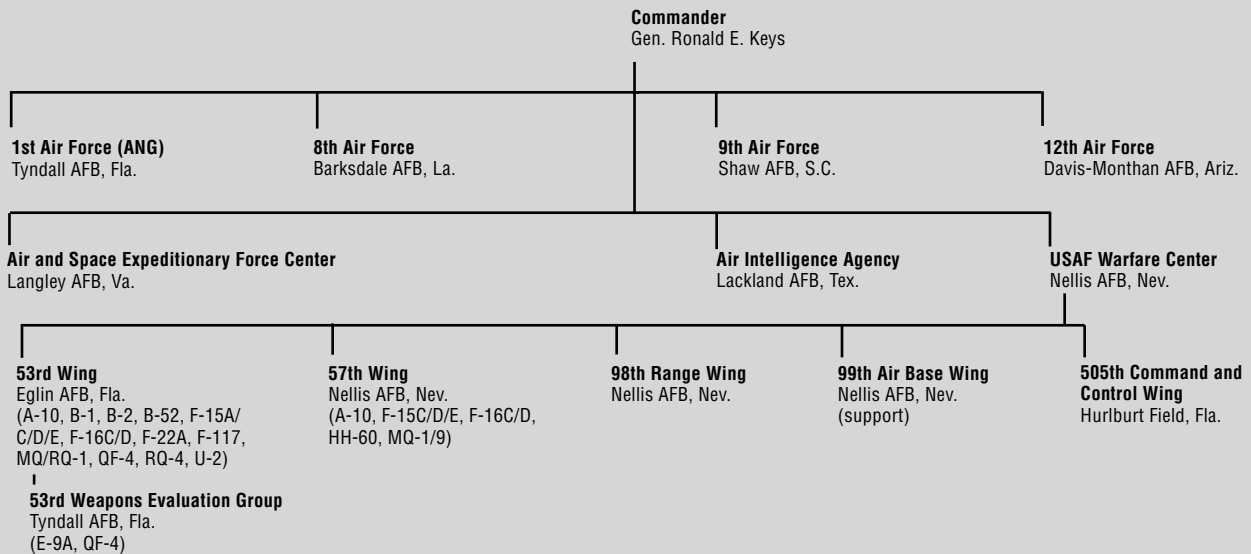 Commander
Gen. Ronald E. Keys
1st Air Force (ANG)
Tyndall AFB, Fla.
8th Air Force
Barksdale AFB, La.
9th Air Force
Shaw AFB, S.C.
12th Air Force
Davis-Monthan AFB, Ariz.
Air and Space Expeditionary Force Center
Langley AFB, Va.
Air Intelligence Agency
Lackland AFB, Tex.
USAF Warfare Center
Nellis AFB, Nev.
53rd Wing
Eglin AFB, Fla.
(A-10, B-1, B-2, B-52, F-15A/
C/D/E, F-16C/D, F-22A, F-117,
MQ/RQ-1, QF-4, RQ-4, U-2)
53rd Weapons Evaluation Group
Tyndall AFB, Fla.
(E-9A, QF-4)
57th Wing
Nellis AFB, Nev.
(A-10, F-15C/D/E, F-16C/D,
HH-60, MQ-1/9)
98th Range Wing
Nellis AFB, Nev.
99th Air Base Wing
Nellis AFB, Nev.
(support)
505th Command and
Control Wing
Hurlburt Field, Fla.